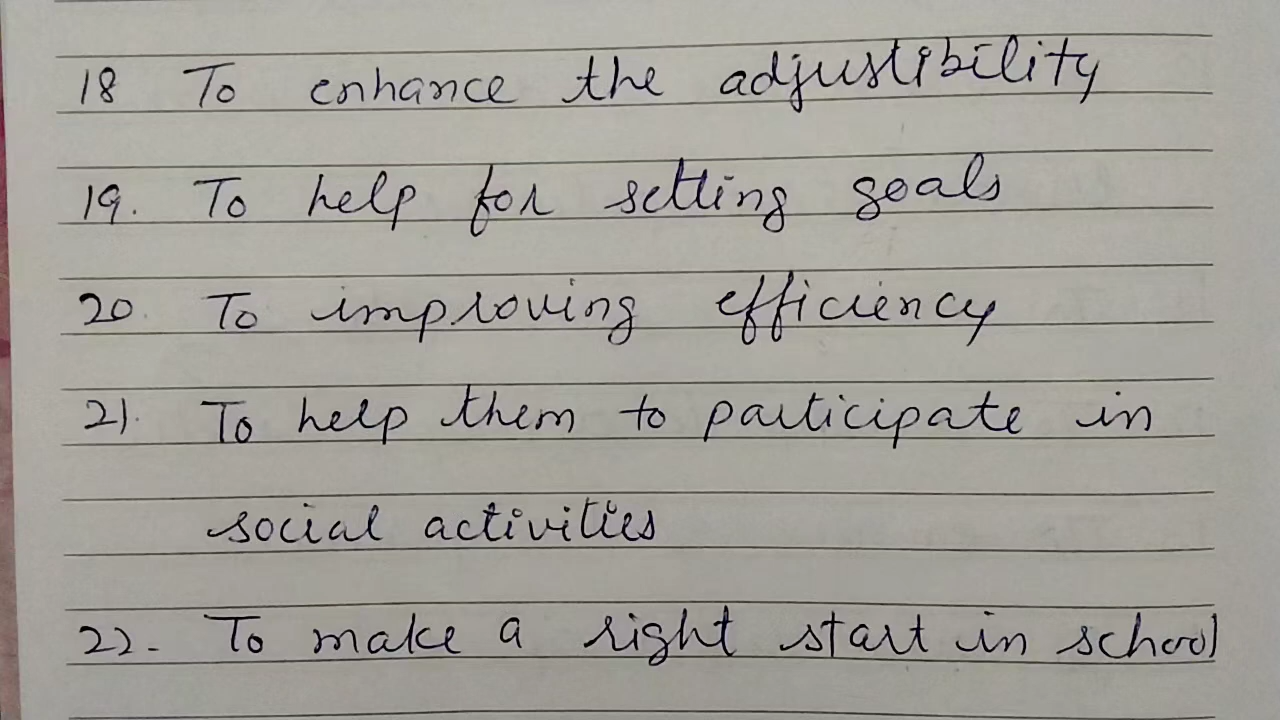 18 To enhance the adjustibility
19. To help for setting goals
20. To improving efficiency
21. To help them to participate in
social activities
22- To make a right start in school